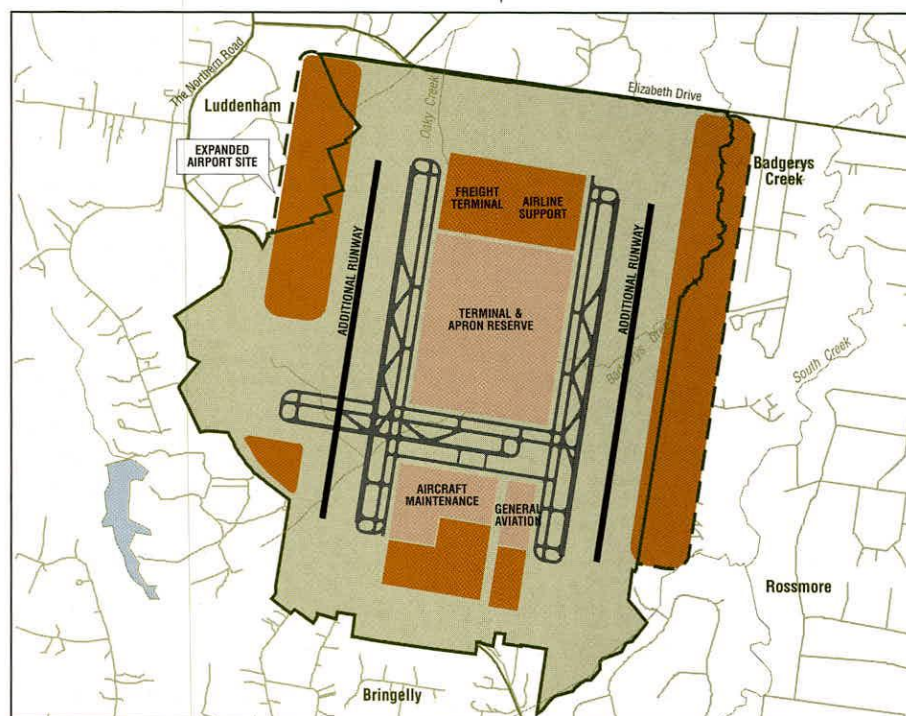 The Northern Road
Luddenham
EXPANDED
AIRPORT SITE
Oaky Creek
Elizabeth Drive
Badgerys
Creek
FREIGHT
TERMINAL
AIRLINE
SUPPORT
ADDITIONAL RUNWAY
TERMINAL &
APRON RESERVE
ADDITIONAL RUNWAY
Badgerys
South Creek
AIRCRAFT
MAINTENANCE
GENERAL
AVIATION
Rossmore
Bringelly